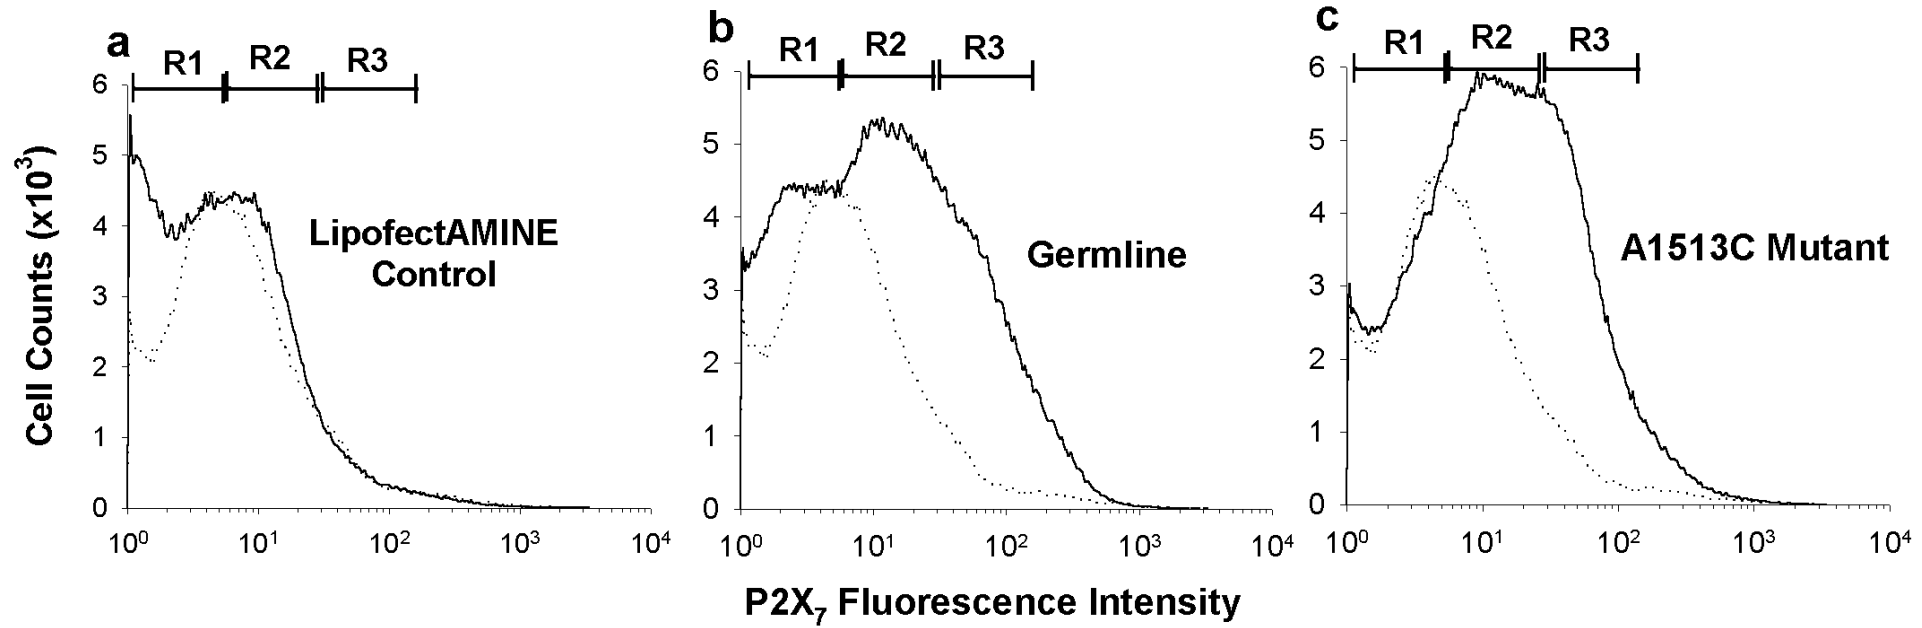 a
R1 R2 R3
b
R1 R2 R3
c
R1 R2 R3
Cell Counts (x10³)
6
5
4
3
2
1
0
LipofectAMINE
Control
10⁰ 10¹ 10² 10³ 10⁴
6
5
4
3
2
1
0
Germline
10⁰ 10¹ 10² 10³ 10⁴
6
5
4
3
2
1
0
A1513C Mutant
10⁰ 10¹ 10² 10³ 10⁴
P2X₇ Fluorescence Intensity